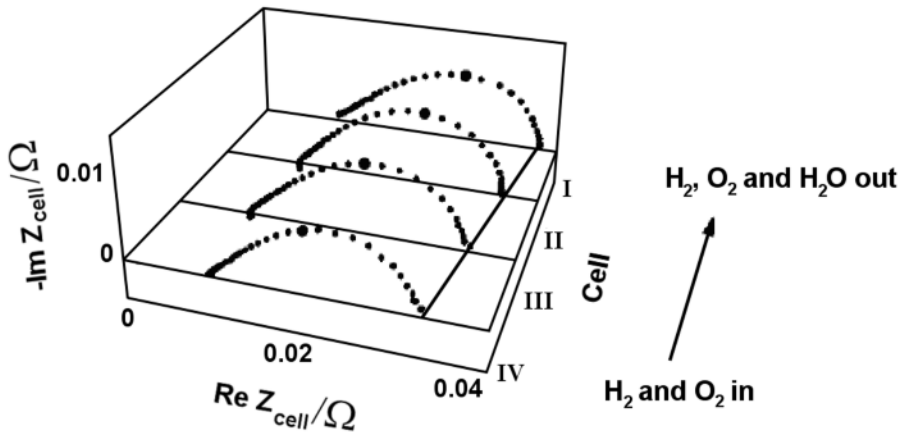 -Im Z_cell/Ω
0.01
0
0
0.02
0.04
Re Z_cell/Ω
I
II
III
IV
Cell
H₂, O₂ and H₂O out
H₂ and O₂ in